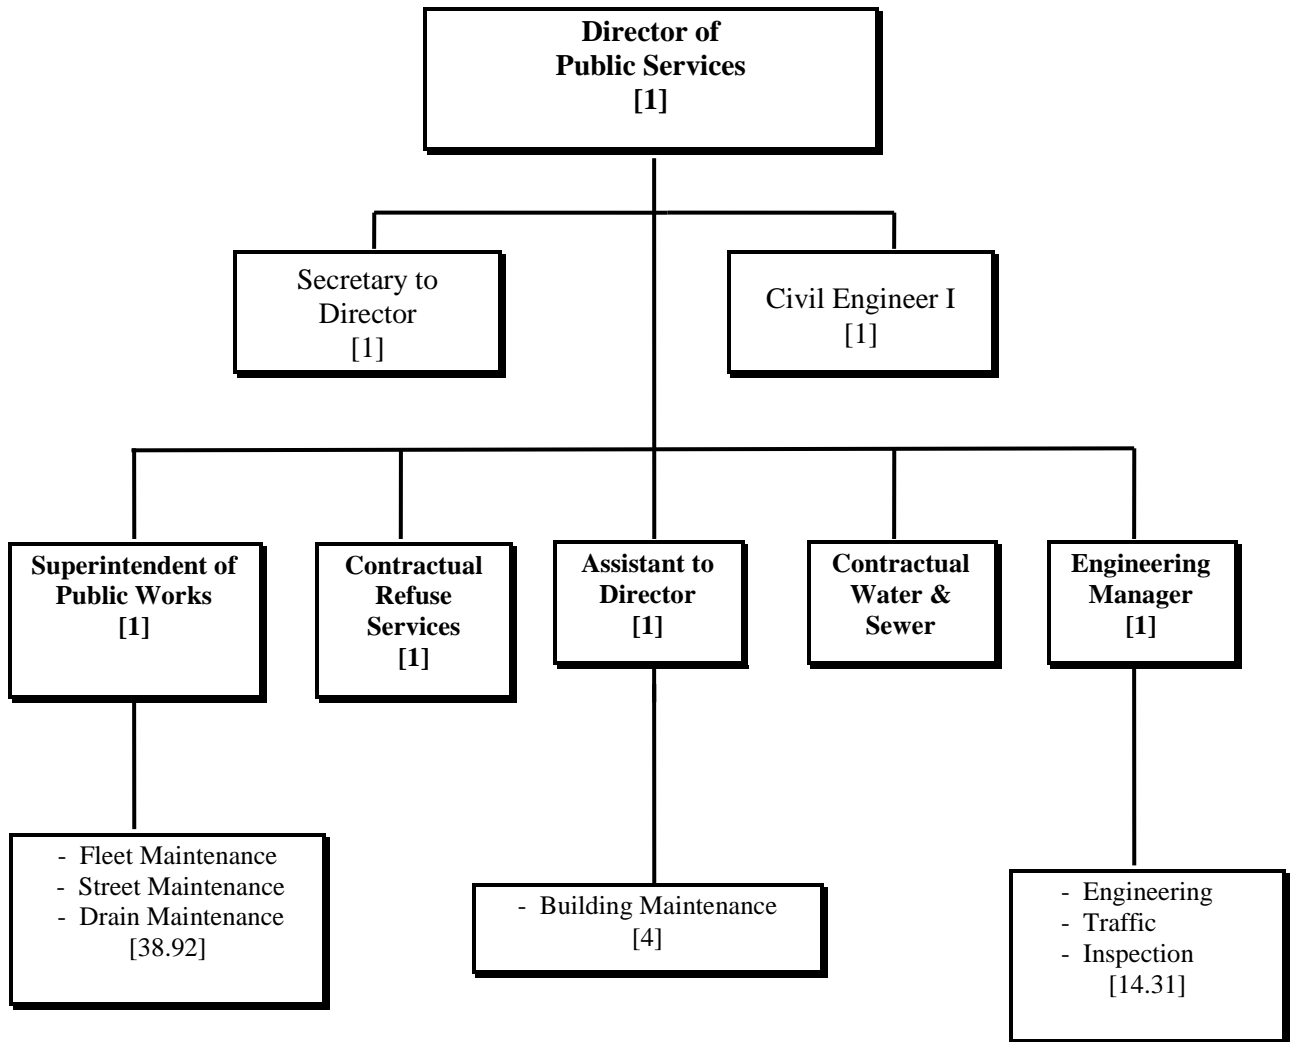 Director of
Public Services
[1]
Secretary to
Director
[1]
Civil Engineer I
[1]
Superintendent of
Public Works
[1]
Contractual
Refuse
Services
[1]
Assistant to
Director
[1]
Contractual
Water &
Sewer
Engineering
Manager
[1]
- Fleet Maintenance
- Street Maintenance
- Drain Maintenance
[38.92]
- Building Maintenance
[4]
- Engineering
- Traffic
- Inspection
[14.31]